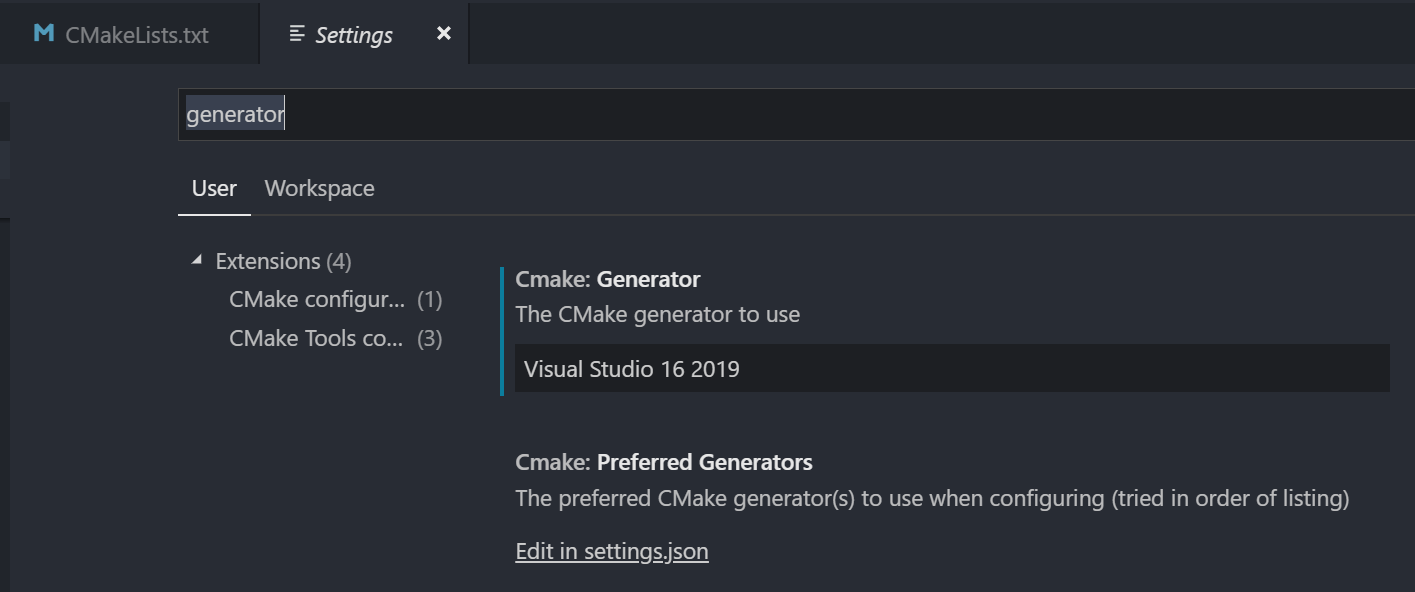 CMakeLists.txt
Settings
generator
User Workspace
Extensions (4)
CMake configur... (1)
CMake Tools co... (3)
Cmake: Generator
The CMake generator to use
Visual Studio 16 2019
Cmake: Preferred Generators
The preferred CMake generator(s) to use when configuring (tried in order of listing)
Edit in settings.json